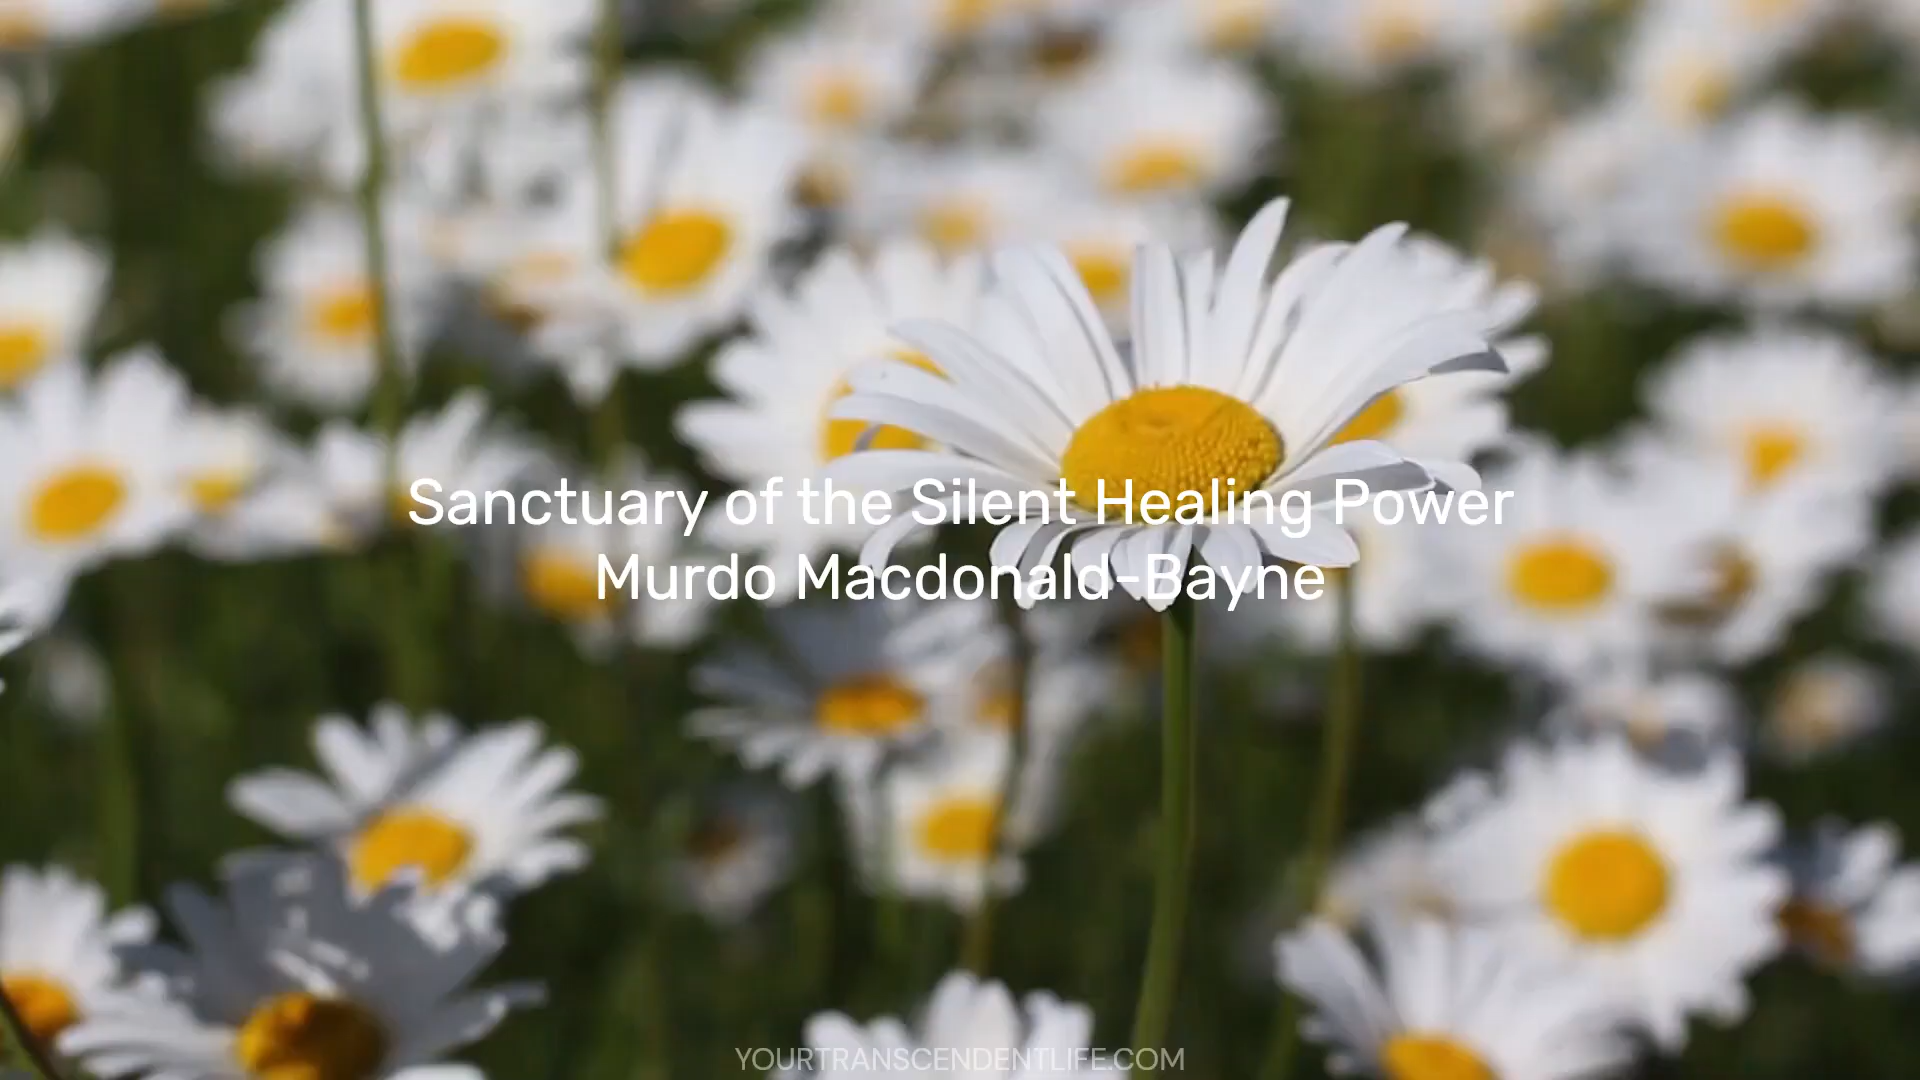 Sanctuary of the Silent Healing Power
Murdo Macdonald-Bayne
YOURTRANSCENDENTLIFE.COM